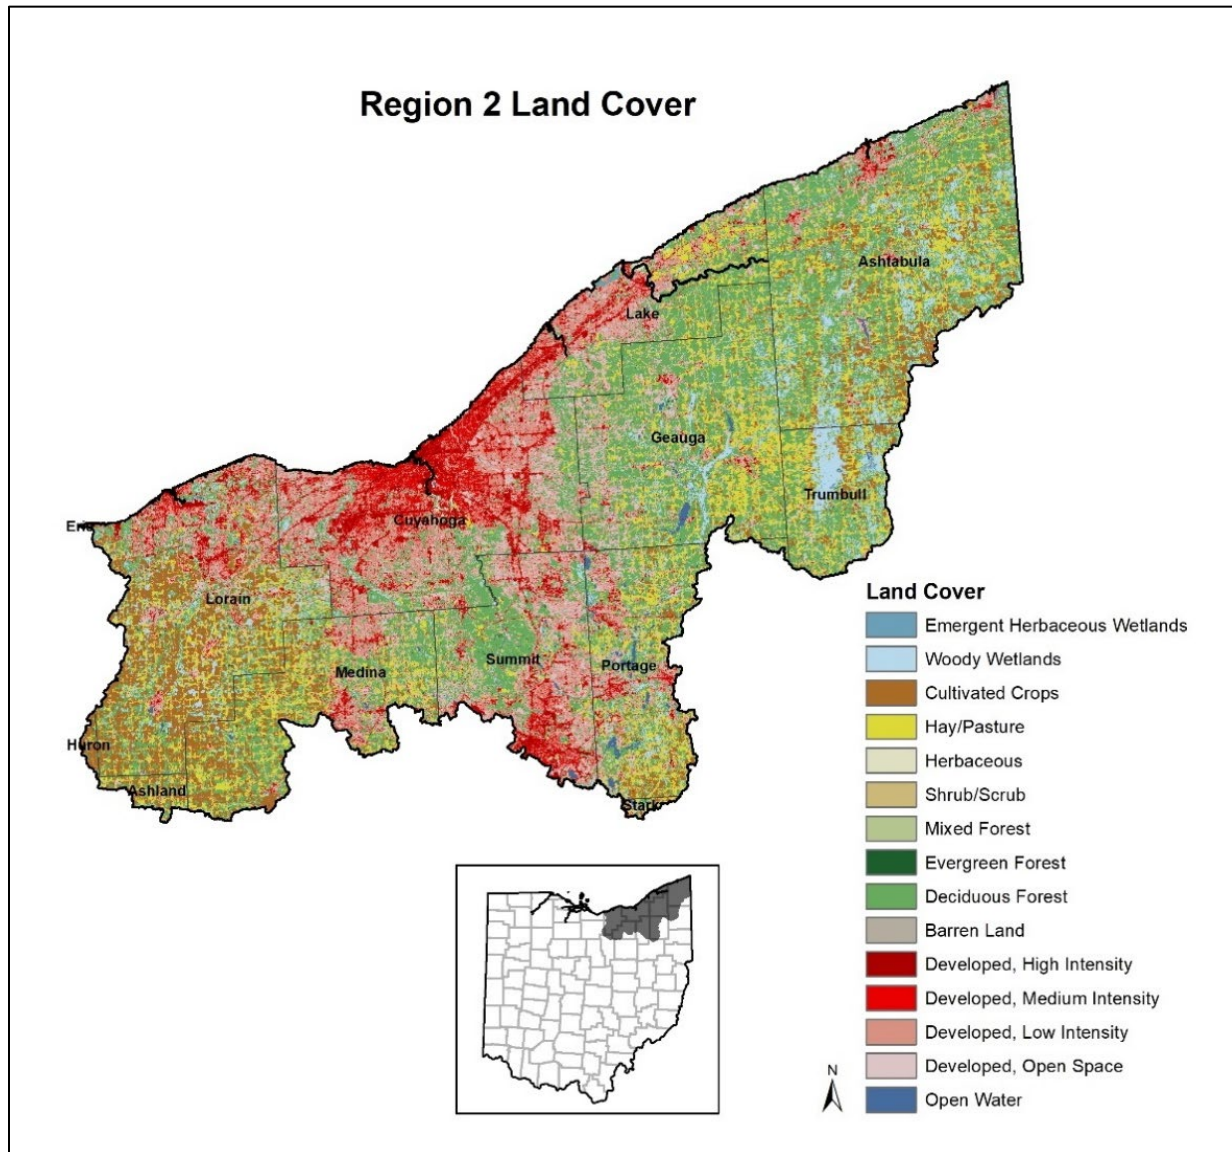 Region 2 Land Cover
Ashtabula
Lake
Geauga
Trumbull
Cuyahoga
Erie
Lorain
Summit
Portage
Medina
Huron
Ashland
Stark
Land Cover
Emergent Herbaceous Wetlands
Woody Wetlands
Cultivated Crops
Hay/Pasture
Herbaceous
Shrub/Scrub
Mixed Forest
Evergreen Forest
Deciduous Forest
Barren Land
Developed, High Intensity
Developed, Medium Intensity
Developed, Low Intensity
Developed, Open Space
Open Water
N